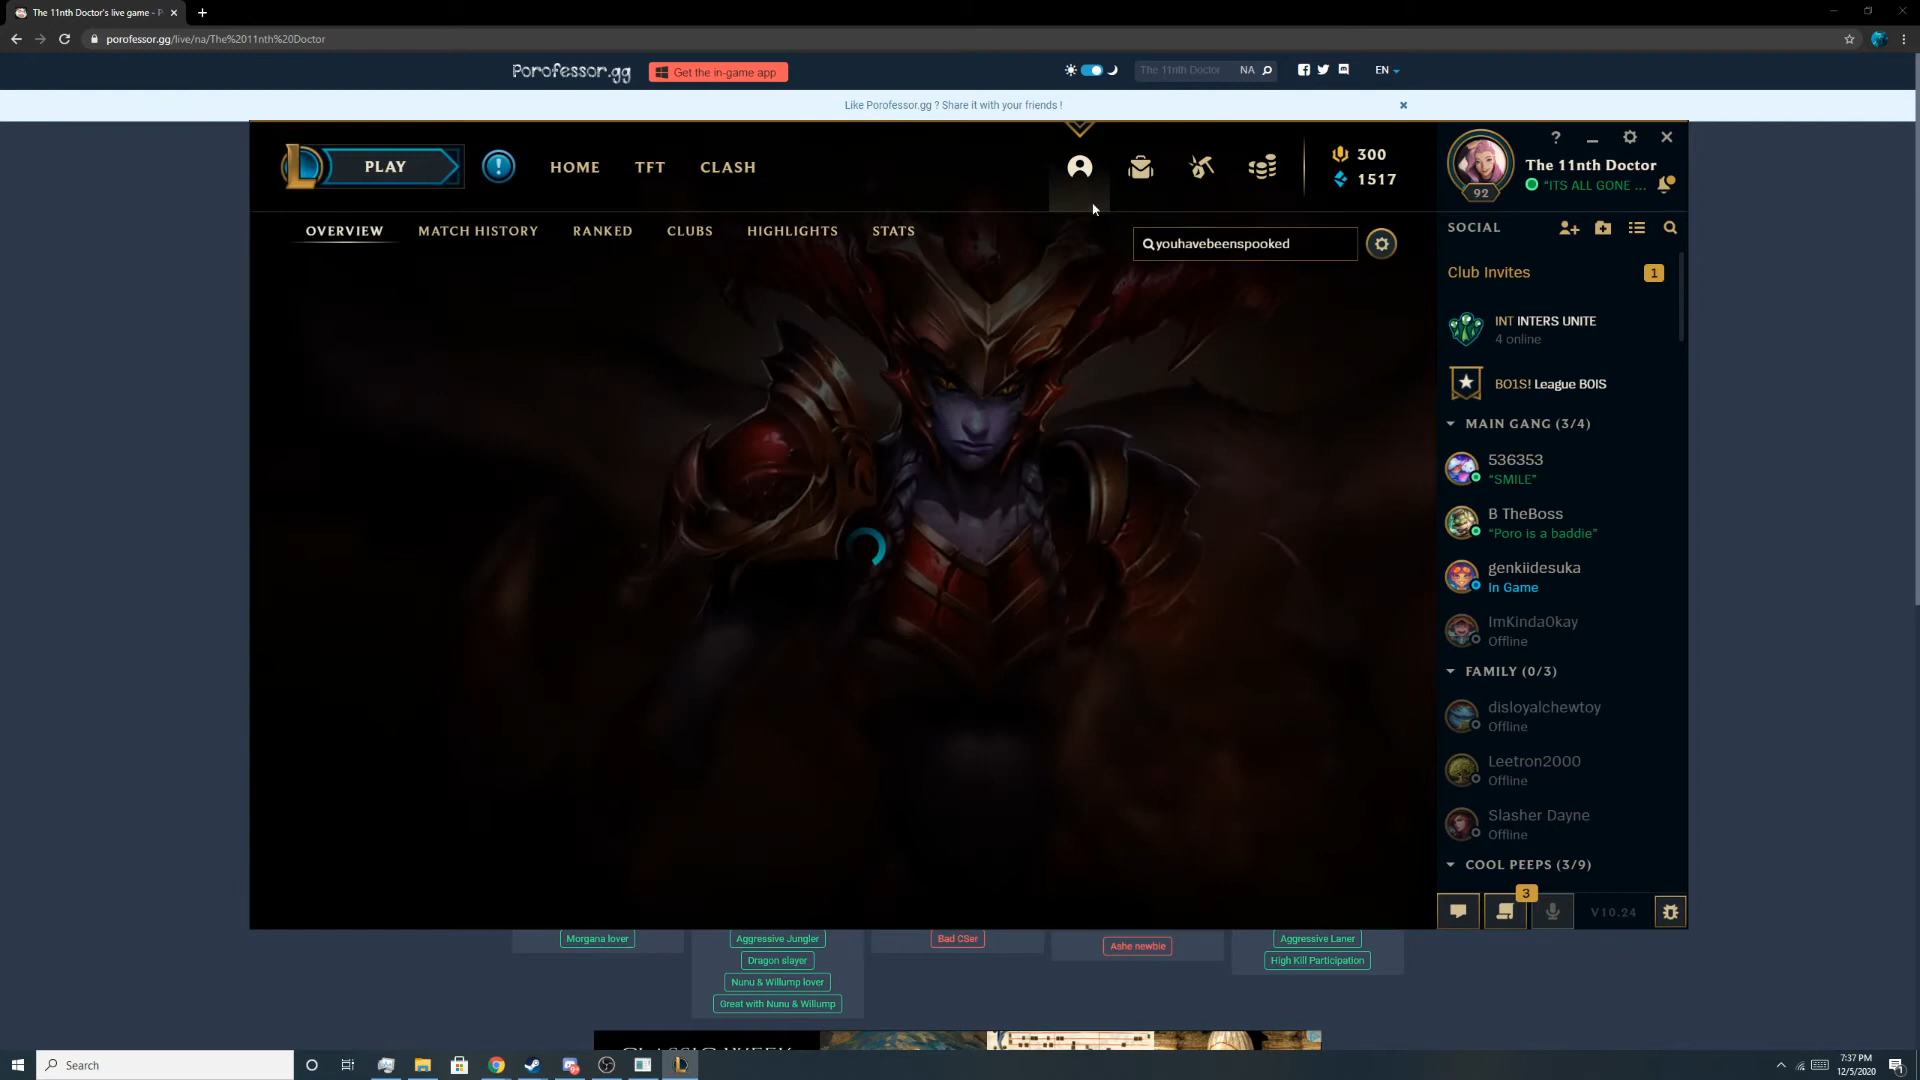 The 11nth Doctor's live game - P
porofessor.gg/live/na/The%2011nth%20Doctor
Porofessor.gg
Get the in-game app
The 11nth Doctor
NA
EN
Like Porofessor.gg ? Share it with your friends !
PLAY
HOME
TFT
CLASH
300
1517
92
The 11nth Doctor
"ITS ALL GONE ...
OVERVIEW
MATCH HISTORY
RANKED
CLUBS
HIGHLIGHTS
STATS
youhavebeenspooked
SOCIAL
Club Invites
1
INT INTERS UNITE
4 online
BO1S! League BOIS
MAIN GANG (3/4)
536353
"SMILE"
B TheBoss
"Poro is a baddie"
genkiidesuka
In Game
ImKinda0kay
Offline
FAMILY (0/3)
disloyalchewtoy
Offline
Leetron2000
Offline
Slasher Dayne
Offline
COOL PEEPS (3/9)
3
V10.24
Morgana lover
Aggressive Jungler
Dragon slayer
Nunu & Willump lover
Great with Nunu & Willump
Bad CSer
Ashe newbie
Aggressive Laner
High Kill Participation
Search
7:37 PM
12/5/2020